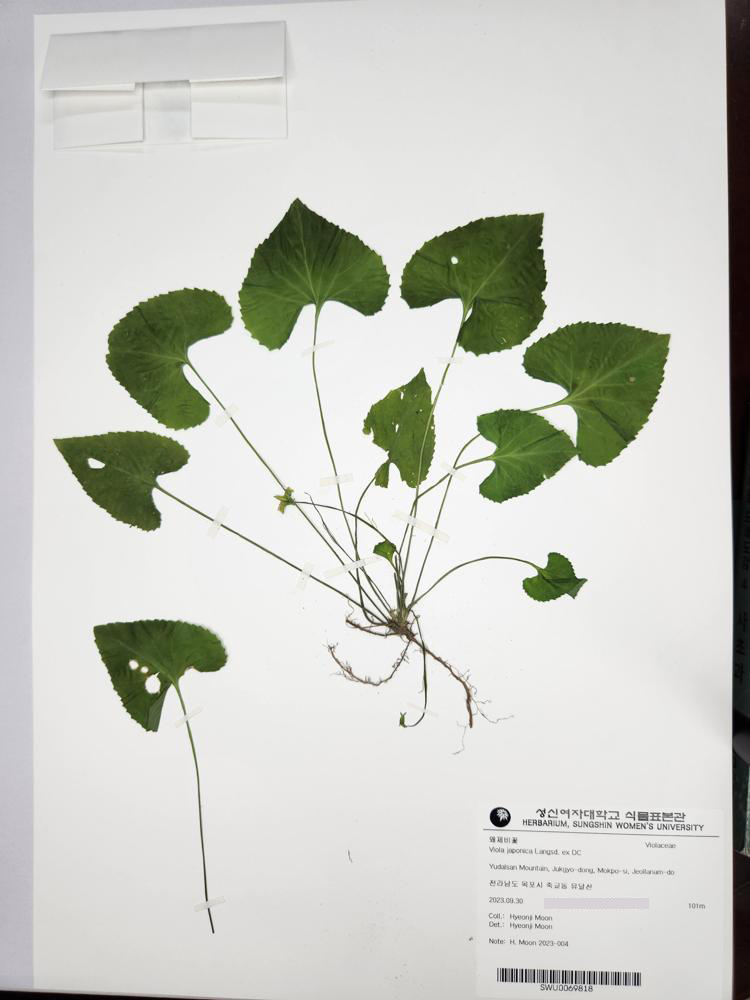 성신여자대학교 식물표본관
HERBARIUM, SUNGSHIN WOMEN'S UNIVERSITY
왜제비꽃 Violaceae
Viola japonica Langsd. ex DC
Yudalsan Mountain, Jukgyo-dong, Mokpo-si, Jeollanum-do
전라남도 목포시 죽교동 유달산
2023.09.30 101m
Coll.: Hyeonji Moon
Det.: Hyeonji Moon
Note: H. Moon 2023-004
SWU0069818